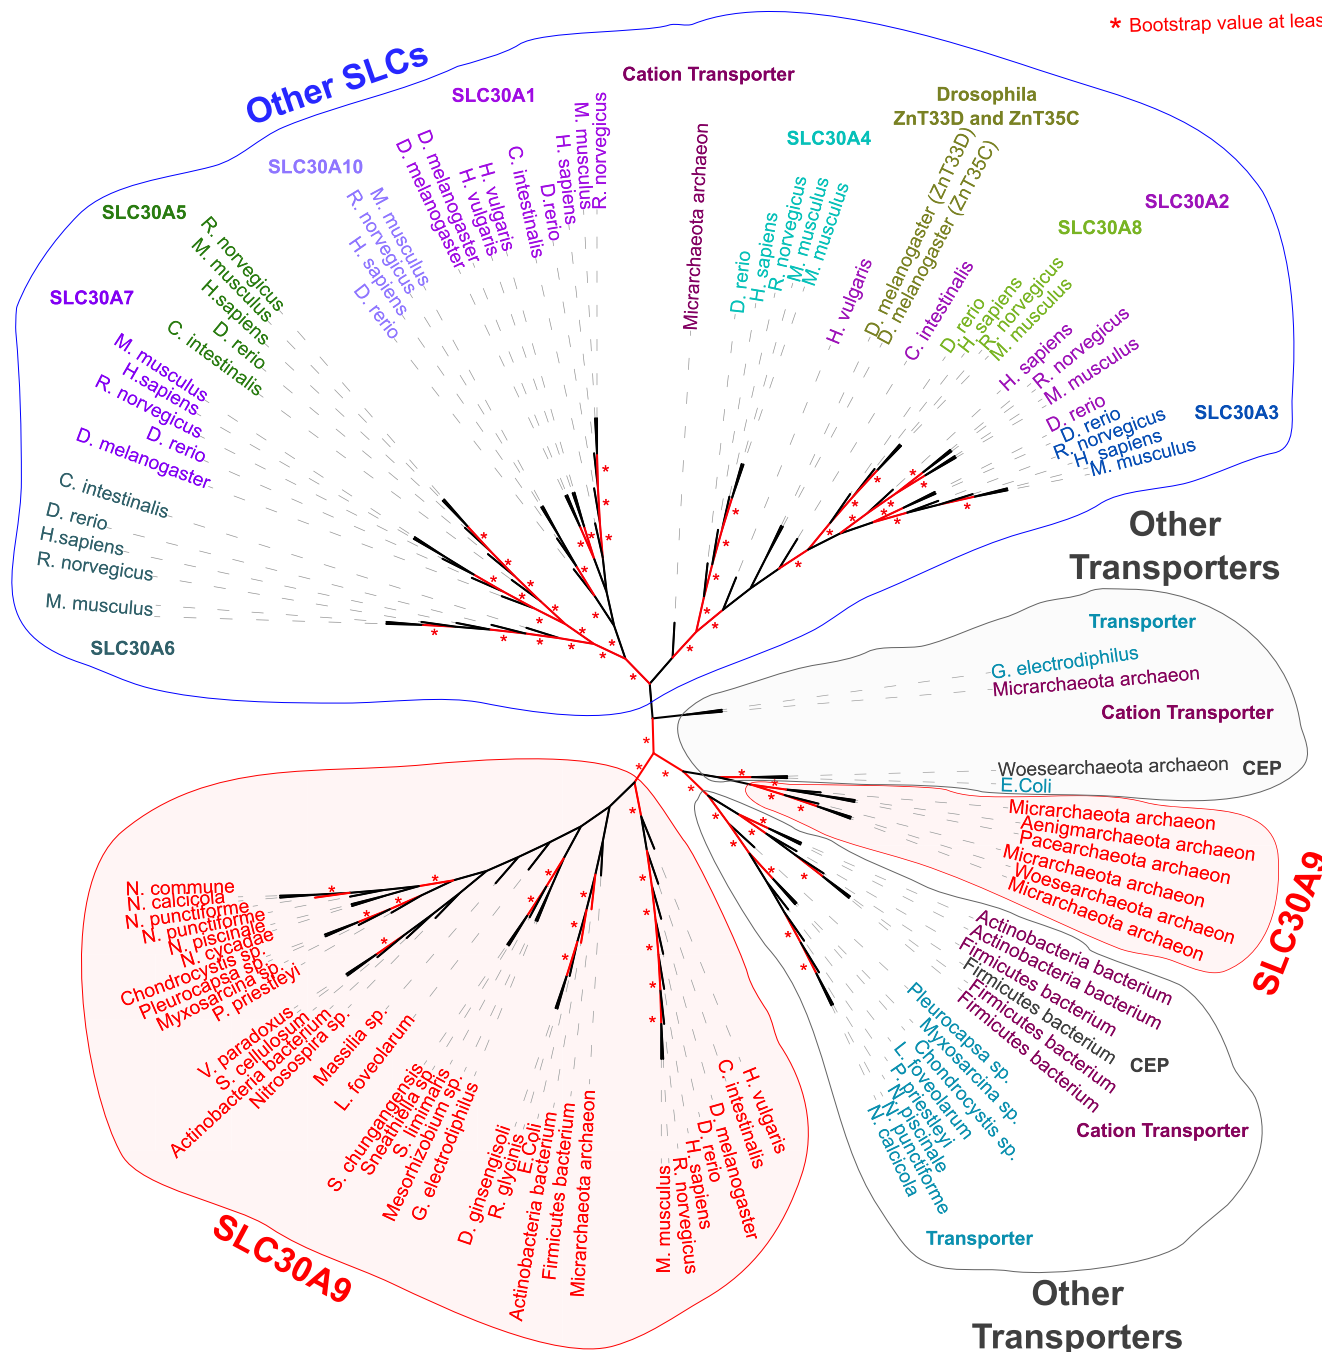 * Bootstrap value at leas
Other SLCs
Cation Transporter
SLC30A1
Drosophila
ZnT33D and ZnT35C
SLC30A4
SLC30A10
SLC30A2
SLC30A5
SLC30A8
SLC30A7
SLC30A3
SLC30A6
M. musculus
R. norvegicus
H. sapiens
D.rerio
C. intestinalis
H. vulgaris
H. vulgaris
D. melanogaster
D. melanogaster
M. musculus
R. norvegicus
H. sapiens
D. rerio
R. norvegicus
M. musculus
H.sapiens
D. rerio
C. intestinalis
M. musculus
H.sapiens
R. norvegicus
D. rerio
D. melanogaster
C. intestinalis
D. rerio
H.sapiens
R. norvegicus
M. musculus
Micrarchaeota archaeon
D. rerio
H. sapiens
R. norvegicus
M. musculus
M. musculus
H. vulgaris
D. melanogaster (ZnT33D)
D. melanogaster (ZnT35C)
C. intestinalis
D. rerio
H. sapiens
R. norvegicus
M. musculus
H. sapiens
R. norvegicus
M. musculus
D. rerio
D. rerio
R. norvegicus
H. sapiens
M. musculus
Other
Transporters
Transporter
G. electrodiphilus
Micrarchaeota archaeon
Cation Transporter
Woesearchaeota archaeon
CEP
E.Coli
Micrarchaeota archaeon
Aenigmarchaeota archaeon
Pacearchaeota archaeon
Micrarchaeota archaeon
Woesearchaeota archaeon
Micrarchaeota archaeon
SLC30A9
Actinobacteria bacterium
Actinobacteria bacterium
Firmicutes bacterium
Firmicutes bacterium
Firmicutes bacterium
Firmicutes bacterium
CEP
Cation Transporter
Pleurocapsa sp.
Myxosarcina sp.
Chondrocystis sp.
L. foveolarum
P. priestleyi
N. piscinale
N. punctiforme
N. calcicola
Transporter
Other
Transporters
N. commune
N. calcicola
N. punctiforme
N. punctiforme
N. piscinale
N. cycadae
Chondrocystis sp.
Pleurocapsa sp.
Myxosarcina sp.
P. priestleyi
V. paradoxus
S. cellulosum
Actinobacteria bacterium
Nitrosospira sp.
Massilia sp.
L. foveolarum
S. chungangensis
Sneathiella sp.
S. limimaris
Mesorhizobium sp.
G. electrodiphilus
D. ginsengisoli
R. glycinis
E.Coli
Actinobacteria bacterium
Firmicutes bacterium
Micrarchaeota archaeon
M. musculus
R. norvegicus
H. sapiens
D. rerio
D. melanogaster
C. intestinalis
H. vulgaris
SLC30A9